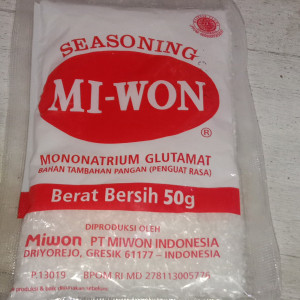 SEASONING
MI-WON
®
MONONATRIUM GLUTAMAT
BAHAN TAMBAHAN PANGAN (PENGUAT RASA)
Berat Bersih 50g
DIPRODUKSI OLEH
Miwon PT MIWON INDONESIA
DRIYOREJO, GRESIK 61177 – INDONESIA
P.13019 BPOM RI MD 278113005776